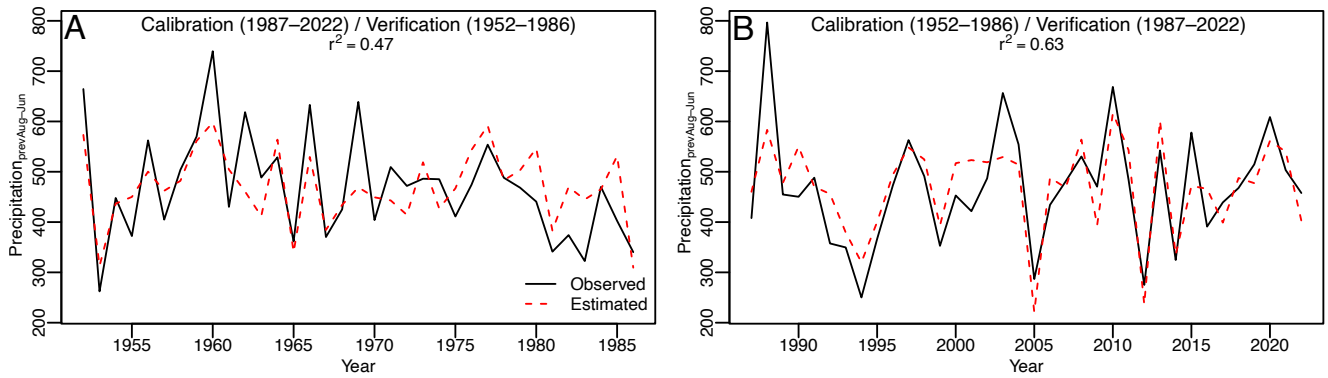 A
Calibration (1987–2022) / Verification (1952–1986)
r² = 0.47
Precipitation prevAug–Jun
800
700
600
500
400
300
200
Observed
Estimated
1955 1960 1965 1970 1975 1980 1985
Year
B
Calibration (1952–1986) / Verification (1987–2022)
r² = 0.63
Precipitation prevAug–Jun
800
700
600
500
400
300
200
1990 1995 2000 2005 2010 2015 2020
Year